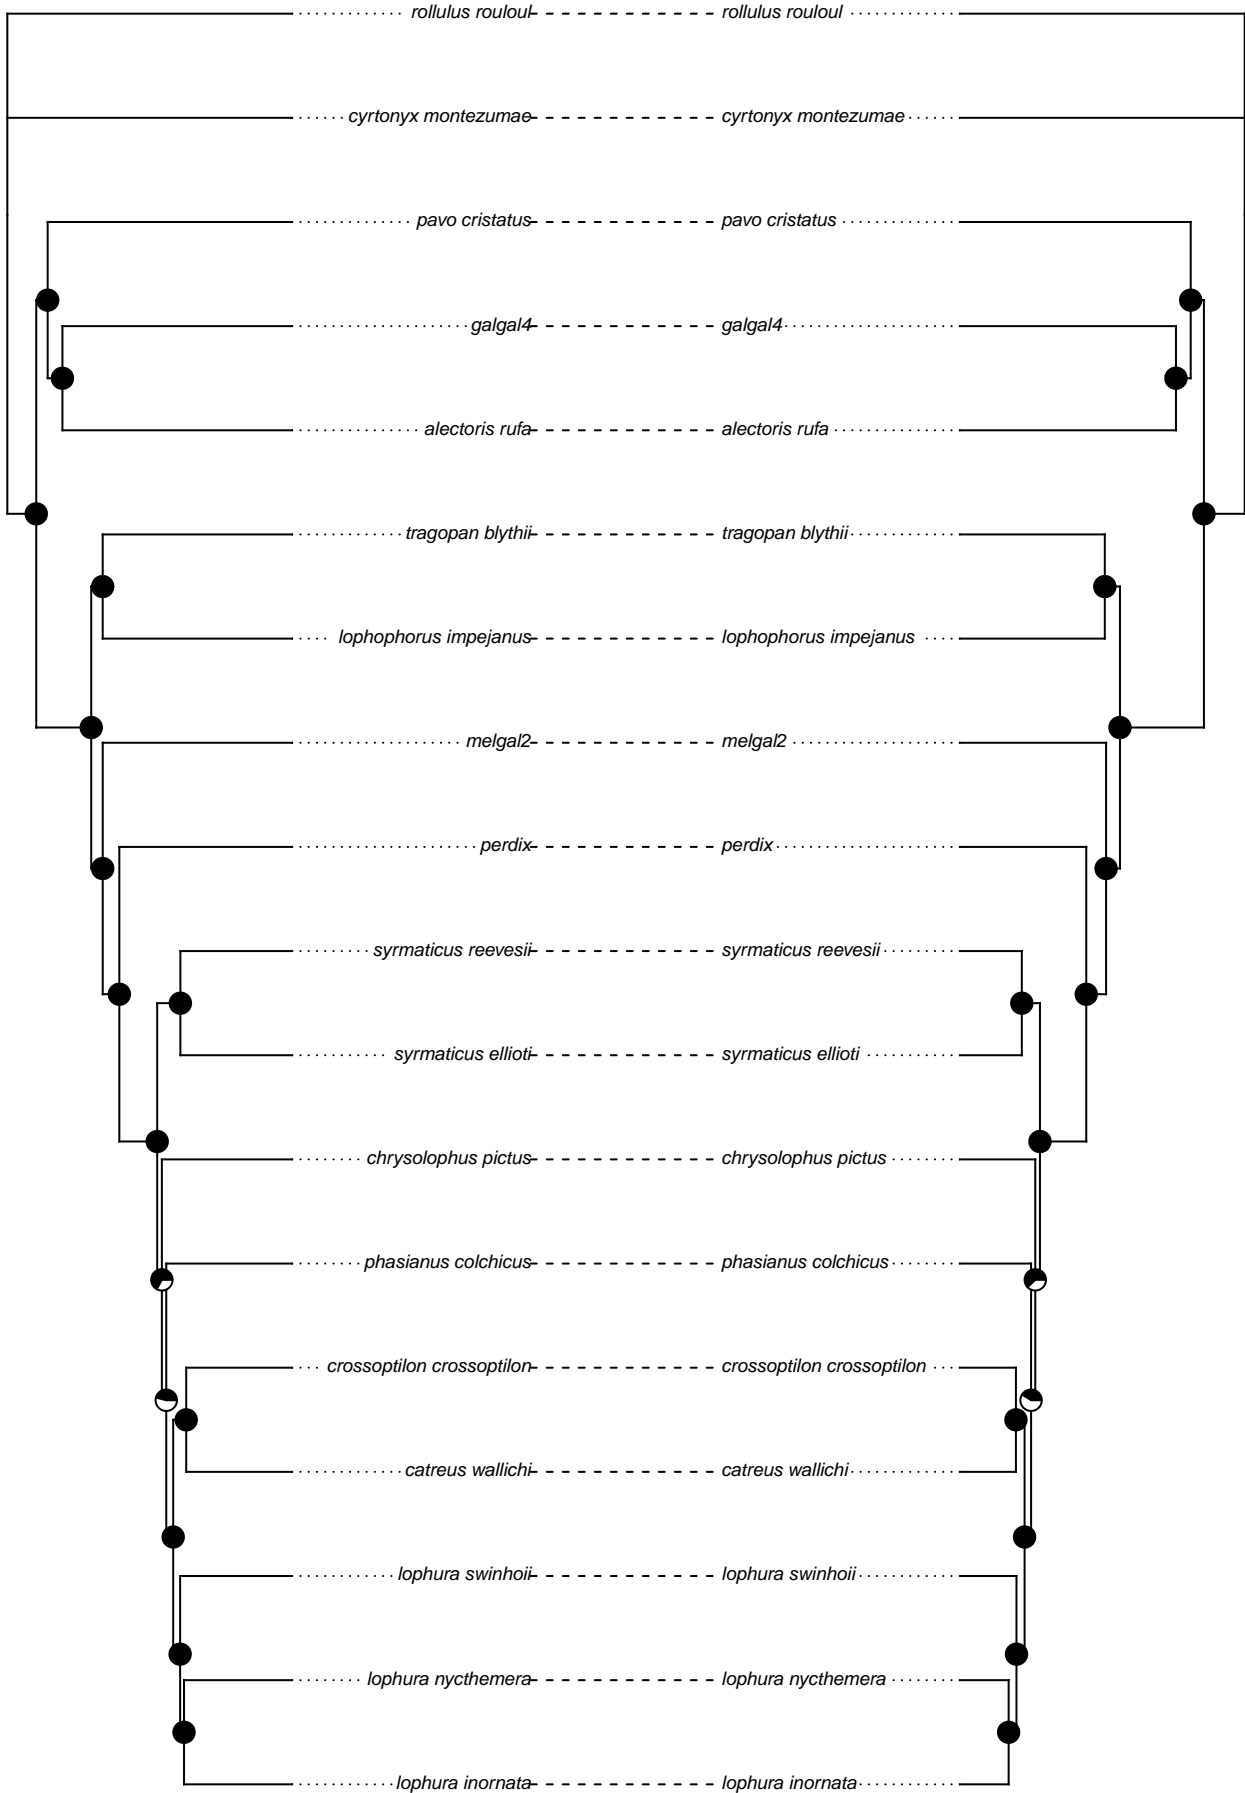 rollulus rouloul rollulus rouloul
cyrtonyx montezumae cyrtonyx montezumae
pavo cristatus pavo cristatus
galgal4 galgal4
alectoris rufa alectoris rufa
tragopan blythii tragopan blythii
lophophorus impejanus lophophorus impejanus
melgal2 melgal2
perdix perdix
syrmaticus reevesii syrmaticus reevesii
syrmaticus ellioti syrmaticus ellioti
chrysolophus pictus chrysolophus pictus
phasianus colchicus phasianus colchicus
crossoptilon crossoptilon crossoptilon crossoptilon
catreus wallichi catreus wallichi
lophura swinhoii lophura swinhoii
lophura nycthemera lophura nycthemera
lophura inornata lophura inornata